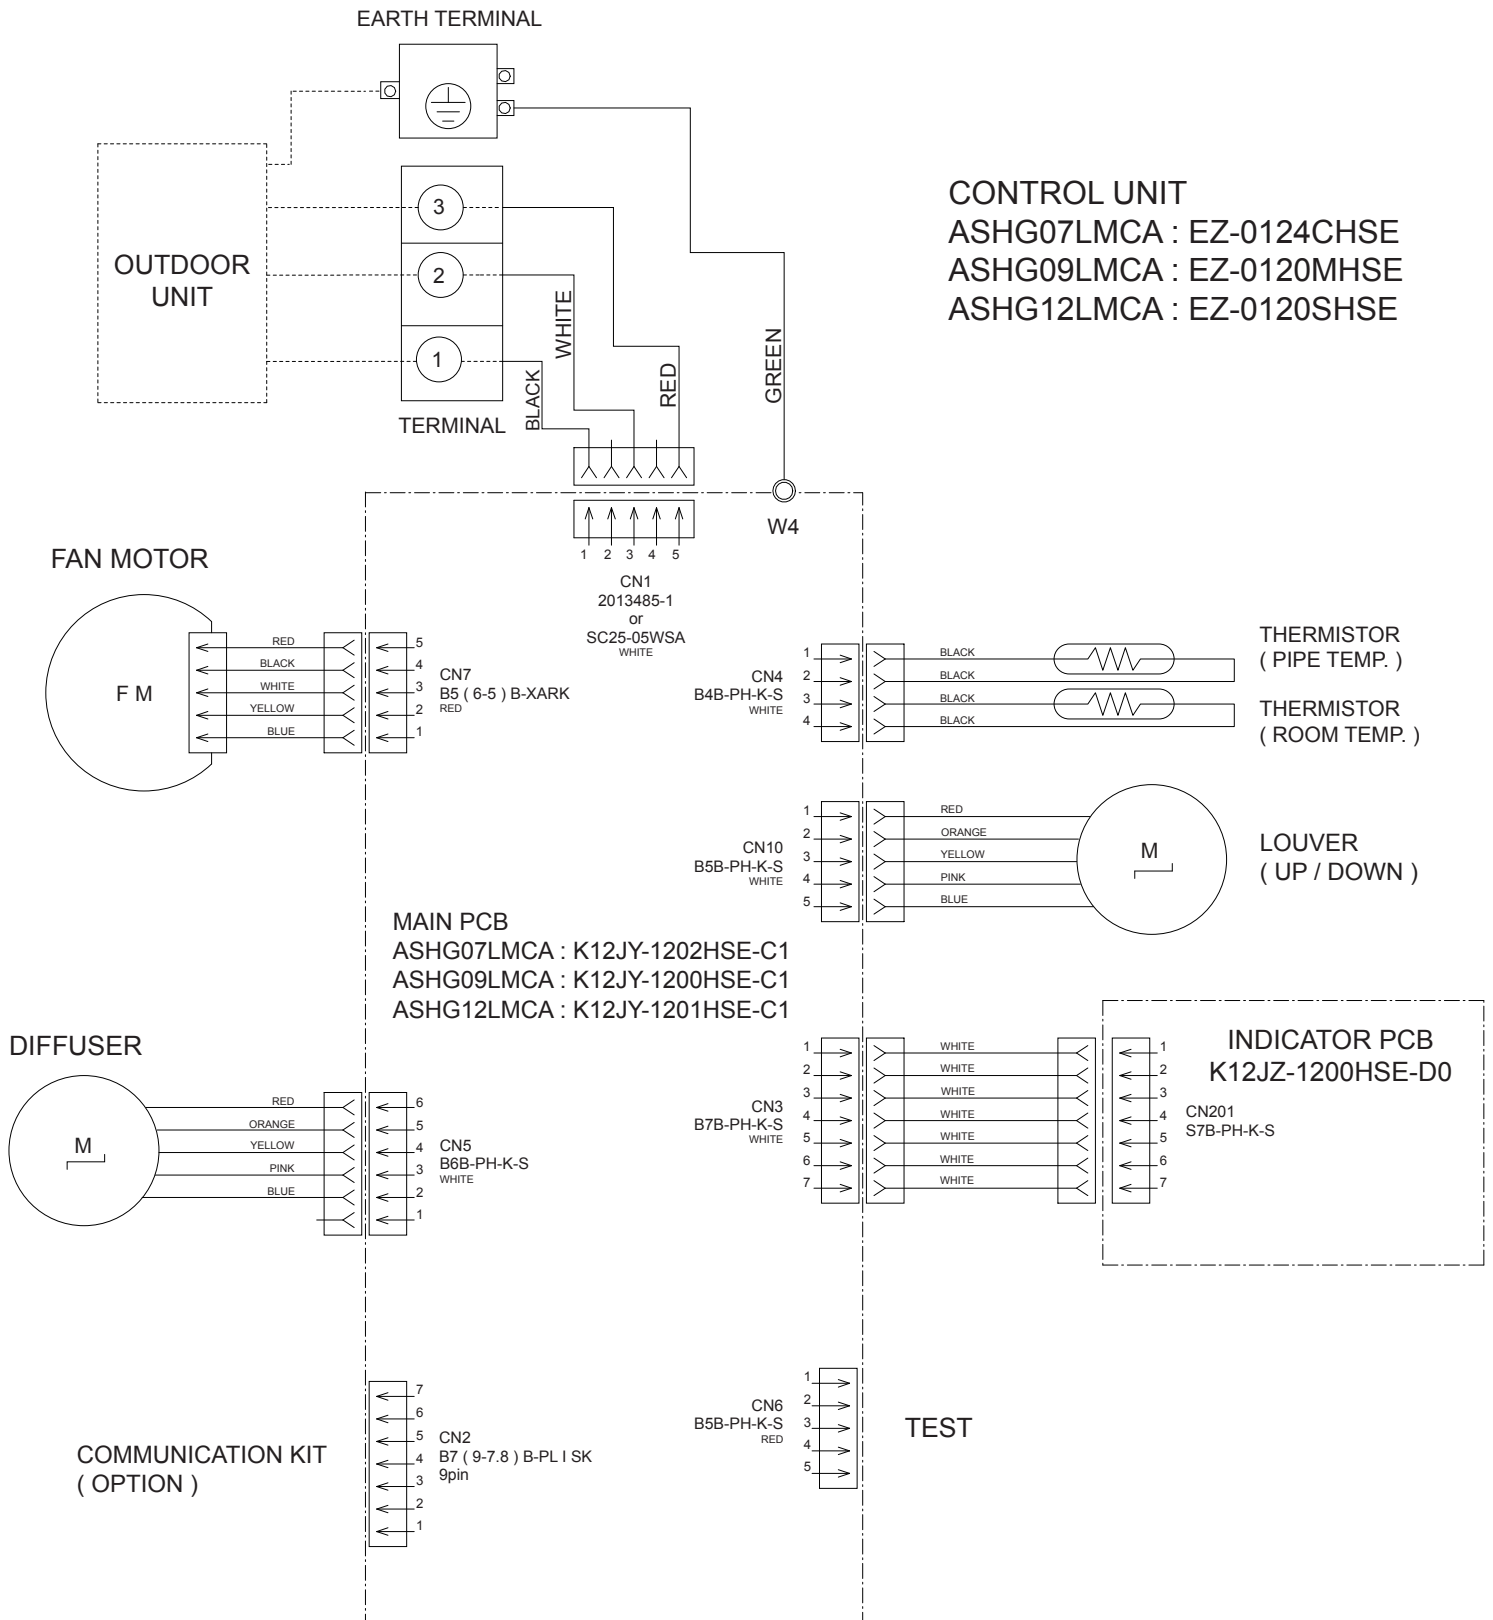 EARTH TERMINAL
OUTDOOR
UNIT
3
2
1
TERMINAL
BLACK
WHITE
RED
GREEN
CONTROL UNIT
ASHG07LMCA : EZ-0124CHSE
ASHG09LMCA : EZ-0120MHSE
ASHG12LMCA : EZ-0120SHSE
W4
1 2 3 4 5
CN1
2013485-1
or
SC25-05WSA
WHITE
FAN MOTOR
F M
RED
BLACK
WHITE
YELLOW
BLUE
5
4
3
2
1
CN7
B5 ( 6-5 ) B-XARK
RED
CN4
B4B-PH-K-S
WHITE
1
2
3
4
BLACK
BLACK
BLACK
BLACK
THERMISTOR
( PIPE TEMP. )
THERMISTOR
( ROOM TEMP. )
CN10
B5B-PH-K-S
WHITE
1
2
3
4
5
RED
ORANGE
YELLOW
PINK
BLUE
M
LOUVER
( UP / DOWN )
MAIN PCB
ASHG07LMCA : K12JY-1202HSE-C1
ASHG09LMCA : K12JY-1200HSE-C1
ASHG12LMCA : K12JY-1201HSE-C1
DIFFUSER
M
RED
ORANGE
YELLOW
PINK
BLUE
6
5
4
3
2
1
CN5
B6B-PH-K-S
WHITE
CN3
B7B-PH-K-S
WHITE
1
2
3
4
5
6
7
WHITE
WHITE
WHITE
WHITE
WHITE
WHITE
WHITE
1
2
3
4
5
6
7
INDICATOR PCB
K12JZ-1200HSE-D0
CN201
S7B-PH-K-S
COMMUNICATION KIT
( OPTION )
7
6
5
4
3
2
1
CN2
B7 ( 9-7.8 ) B-PL I SK
9pin
CN6
B5B-PH-K-S
RED
1
2
3
4
5
TEST